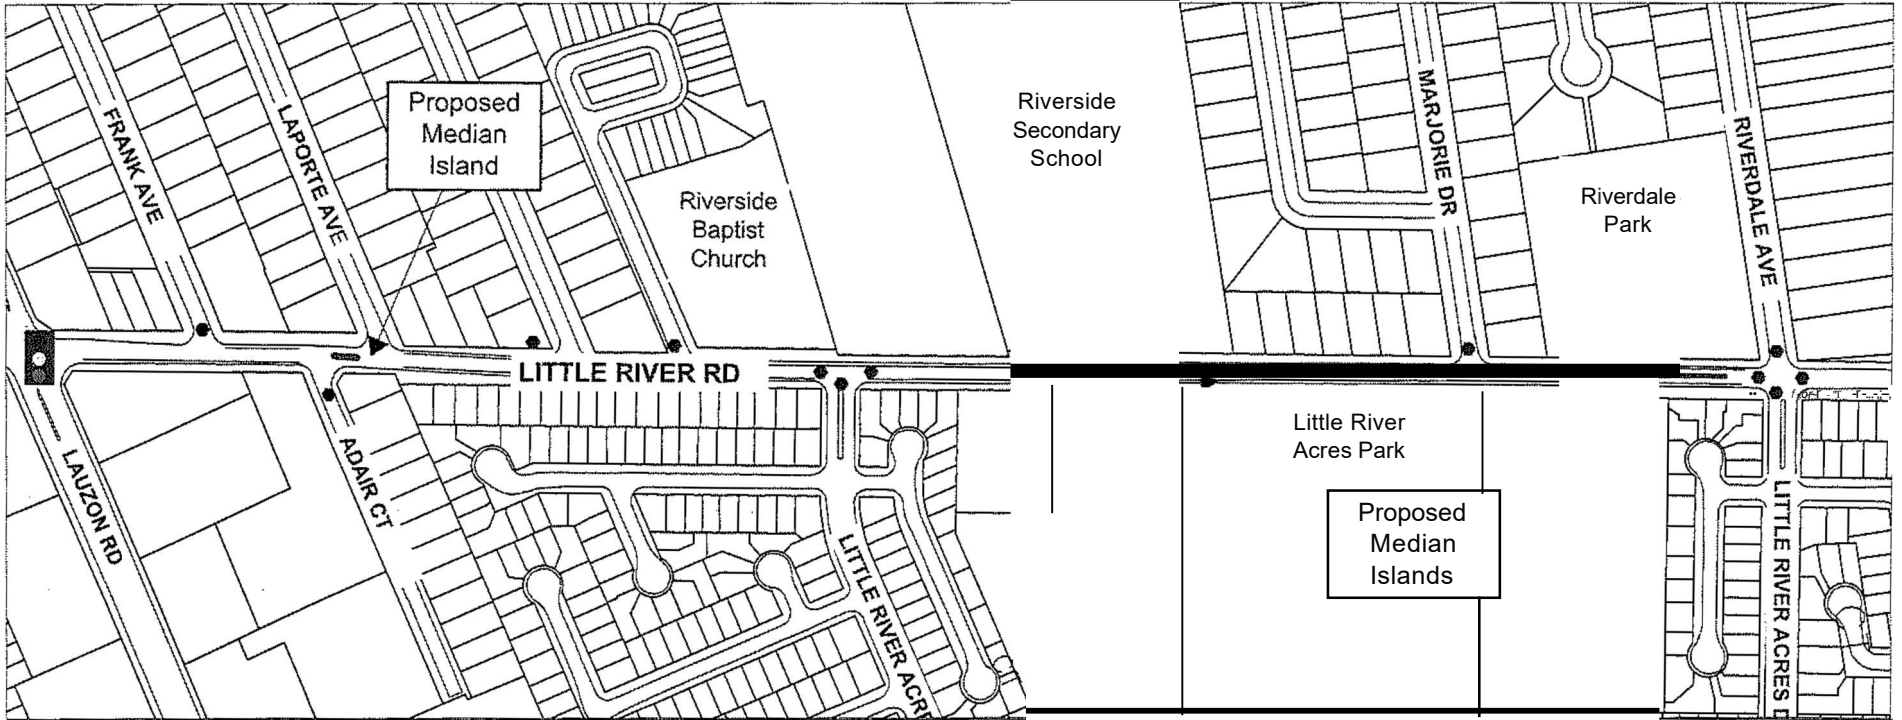 FRANK AVE
LAPORTE AVE
Proposed
Median
Island
Riverside
Baptist
Church
Riverside
Secondary
School
MARJORIE DR
Riverdale
Park
RIVERDALE AVE
LITTLE RIVER RD
LAUZON RD
ADAIR CT
LITTLE RIVER ACRE
Little River
Acres Park
Proposed
Median
Islands
LITTLE RIVER ACRES D